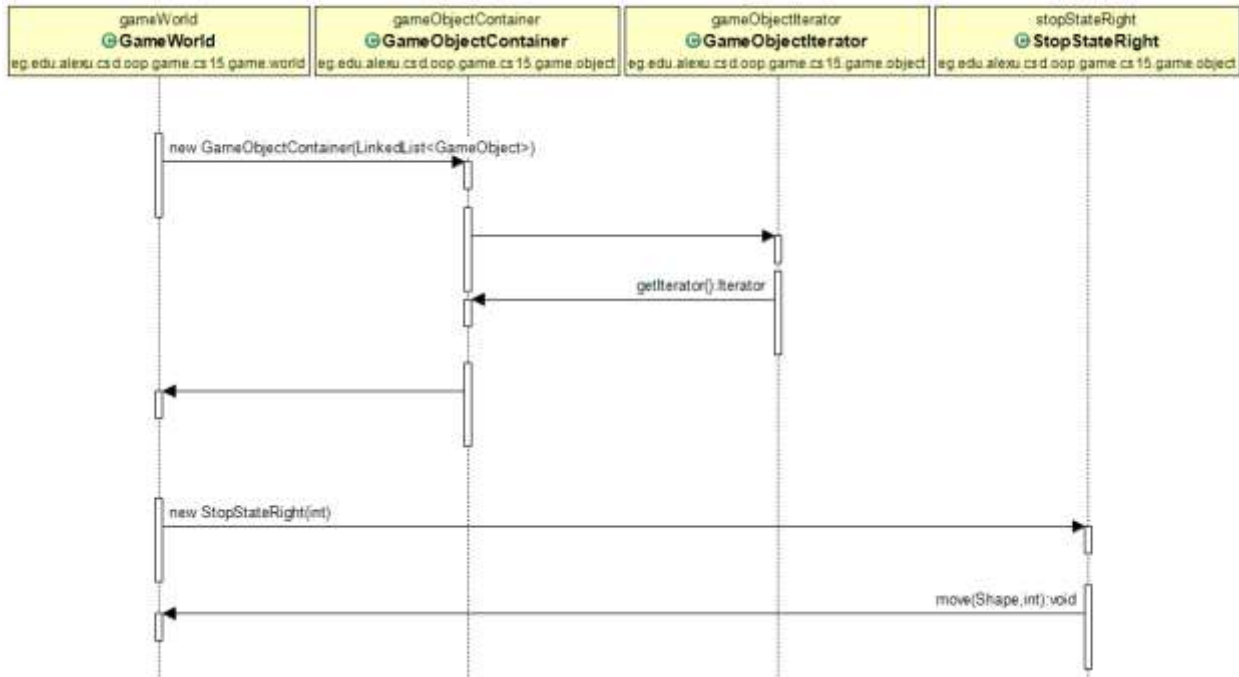 gameWorld
GameWorld
eg.edu.alexu.csd.oop.game.cs15.game.world
gameObjectContainer
GameObjectContainer
eg.edu.alexu.csd.oop.game.cs15.game.object
gameObjectIterator
GameObjectIterator
eg.edu.alexu.csd.oop.game.cs15.game.object
stopStateRight
StopStateRight
eg.edu.alexu.csd.oop.game.cs15.game.object
new GameObjectContainer(LinkedList<GameObject>)
getIterator():Iterator
new StopStateRight(int)
move(Shape,int):void